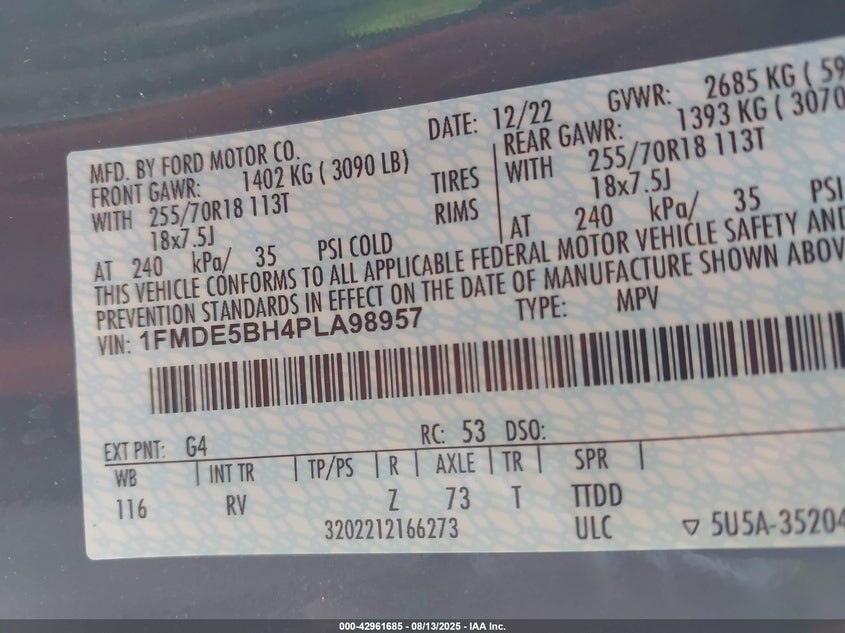 MFD. BY FORD MOTOR CO.
DATE: 12/22
GVWR: 2685 KG ( 59
FRONT GAWR: 1402 KG ( 3090 LB)
REAR GAWR: 1393 KG ( 3070
WITH 255/70R18 113T
TIRES
WITH 255/70R18 113T
18x7.5J
RIMS
18x7.5J
AT 240 kPa/ 35 PSI COLD
AT 240 kPa/ 35 PSI
THIS VEHICLE CONFORMS TO ALL APPLICABLE FEDERAL MOTOR VEHICLE SAFETY AND
PREVENTION STANDARDS IN EFFECT ON THE DATE OF MANUFACTURE SHOWN ABOV
VIN: 1FMDE5BH4PLA98957
TYPE: MPV
EXT PNT: G4
RC: 53 DSO:
WB INT TR TP/PS R AXLE TR SPR
116 RV Z 73 T TTDD
3202212166273 ULC ▽ 5U5A-35204
000-42961685 - 08/13/2025 - IAA Inc.